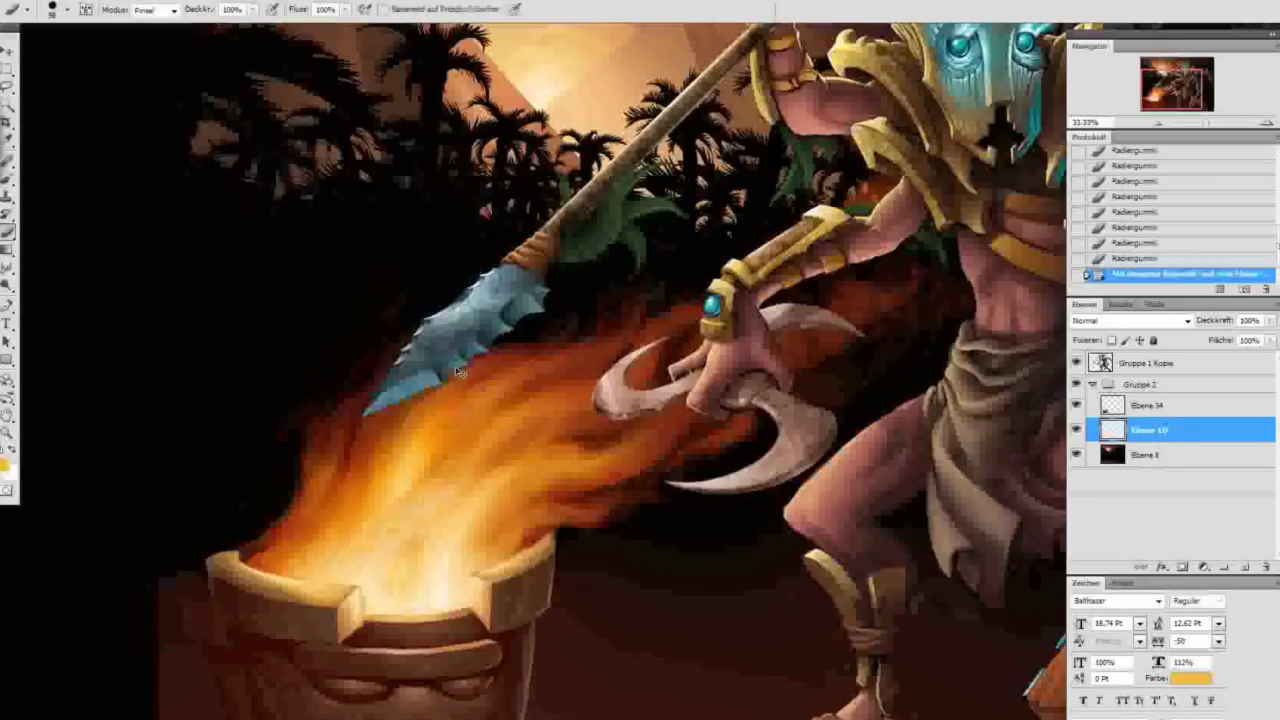 Modus: Pinsel Deckkr.: 100% Fluss: 100%
Navigator
33.33%
Protokoll
Radiergummi
Radiergummi
Radiergummi
Radiergummi
Radiergummi
Radiergummi
Radiergummi
Radiergummi
Ebenen
Normal Deckkraft: 100%
Fixieren: Fläche: 100%
Gruppe 1 Kopie
Gruppe 2
Ebene 34
Ebene 10
Ebene 8
Zeichen
Balthazar Regular
18,74 Pt 12,62 Pt
-50
100% 112%
0 Pt Farbe: